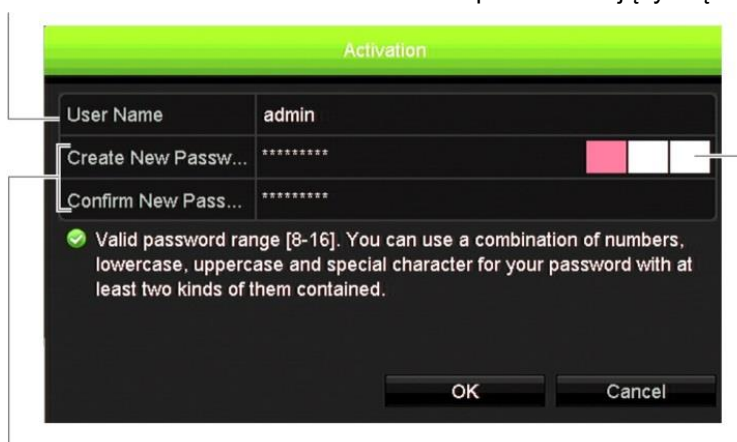 Activation
User Name admin
Create New Passw... *********
Confirm New Pass... *********
Valid password range [8-16]. You can use a combination of numbers,
lowercase, uppercase and special character for your password with at
least two kinds of them contained.
OK Cancel